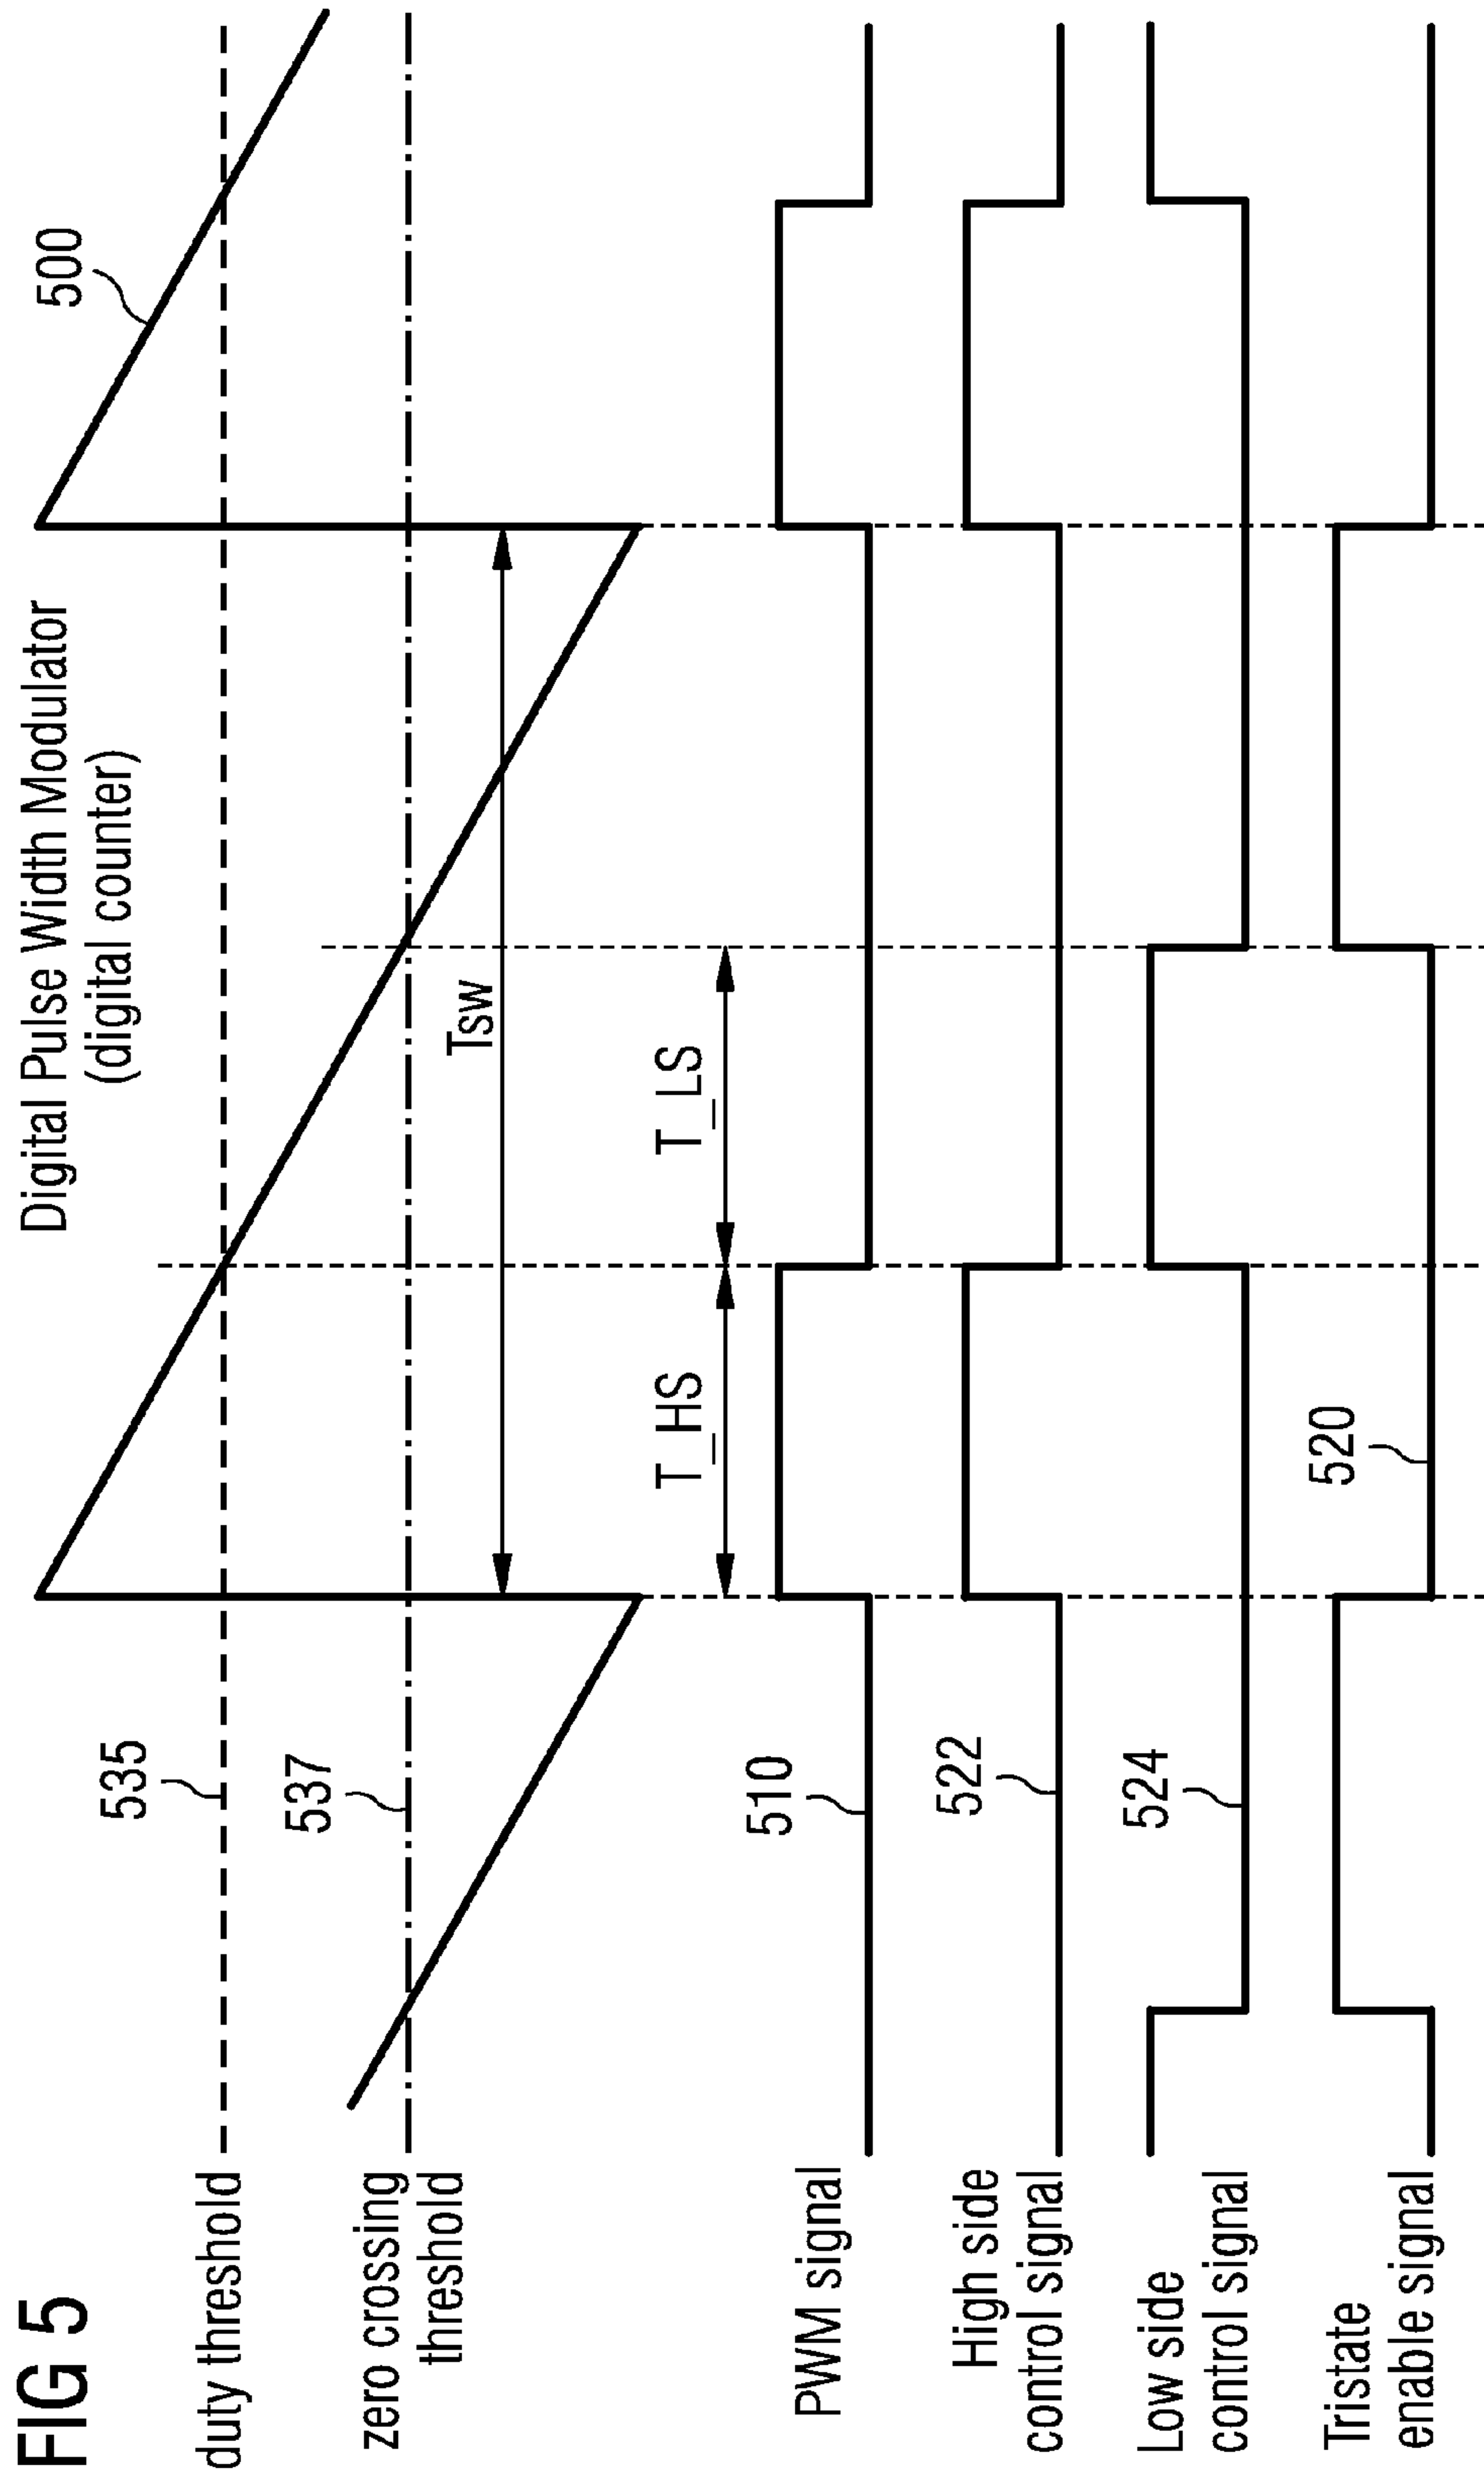 FIG 5
Digital Pulse Width Modulator
(digital counter)
500
535
duty threshold
537
zero crossing
threshold
Tsw
T_HS
T_LS
PWM signal
510
High side
control signal
522
Low side
control signal
524
Tristate
enable signal
520